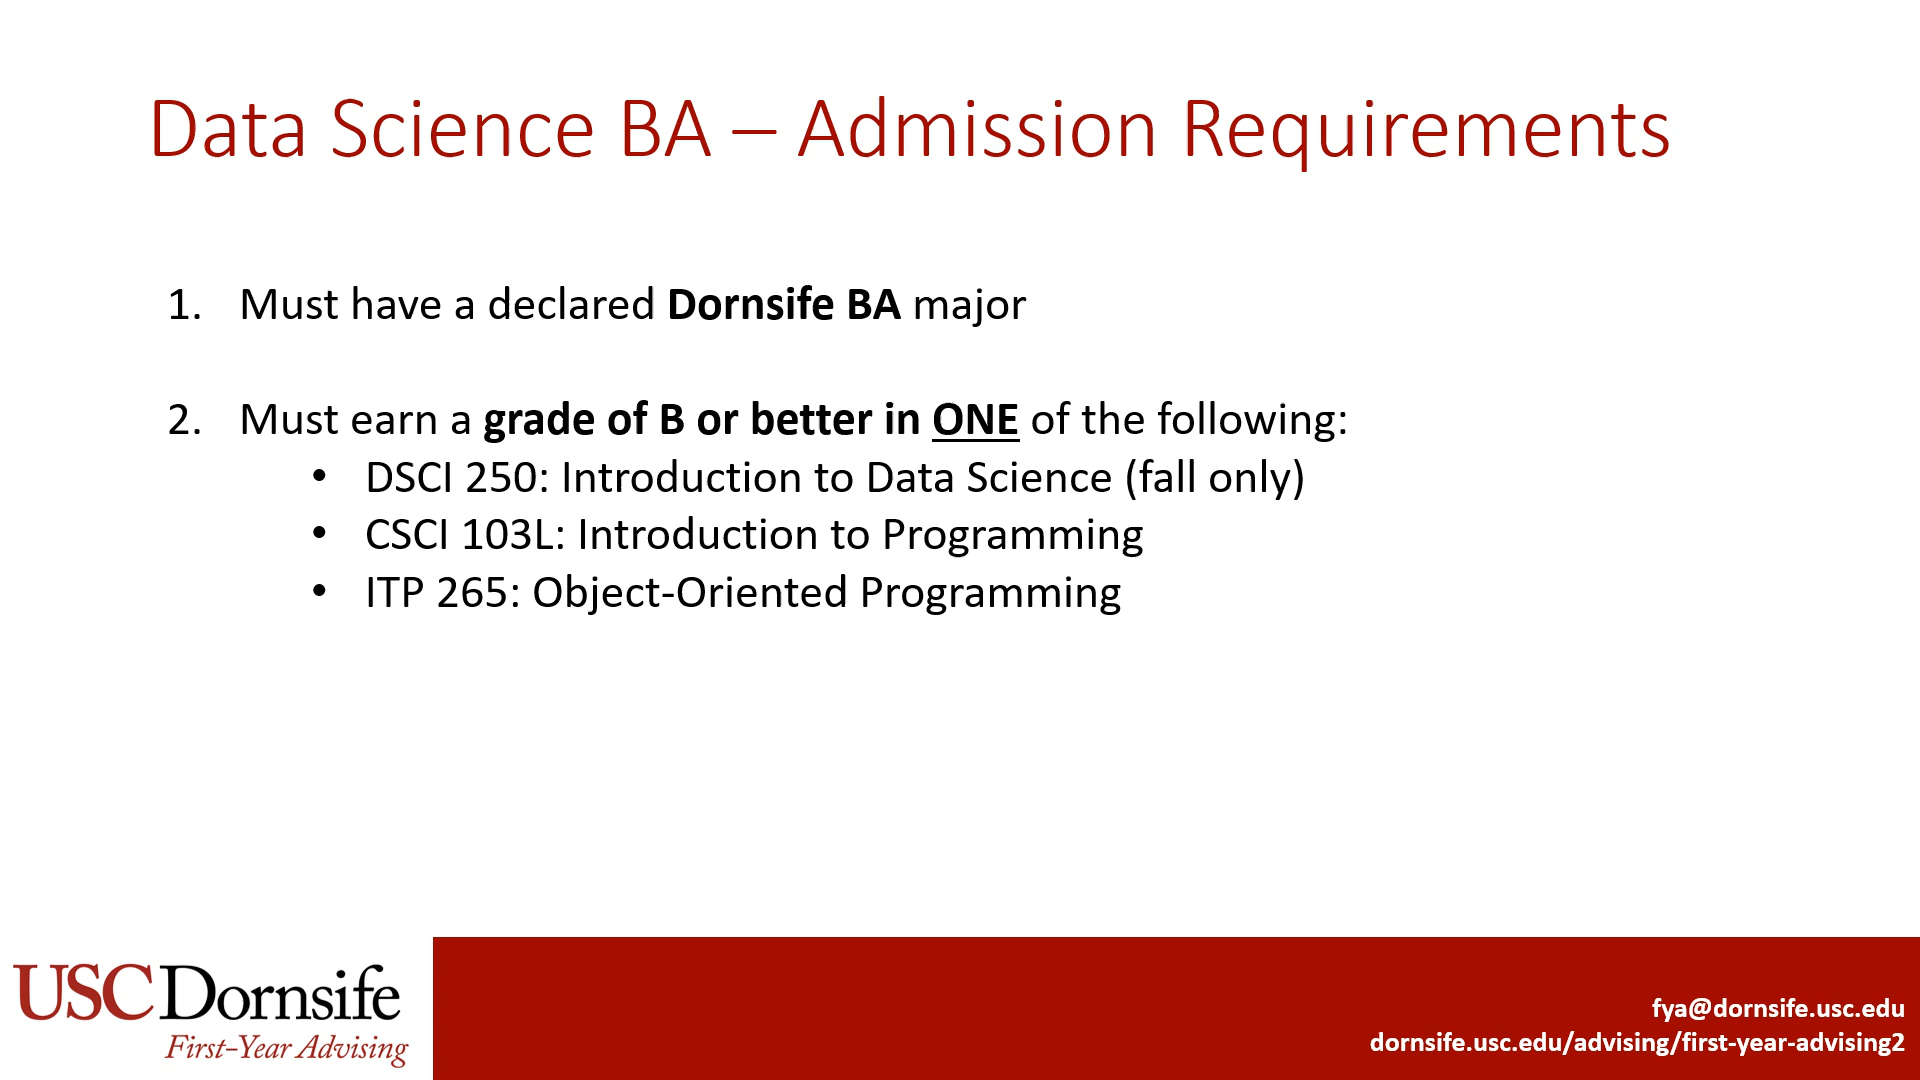 Data Science BA – Admission Requirements
1. Must have a declared Dornsife BA major
2. Must earn a grade of B or better in ONE of the following:
• DSCI 250: Introduction to Data Science (fall only)
• CSCI 103L: Introduction to Programming
• ITP 265: Object-Oriented Programming
USC Dornsife
First-Year Advising
fya@dornsife.usc.edu
dornsife.usc.edu/advising/first-year-advising2